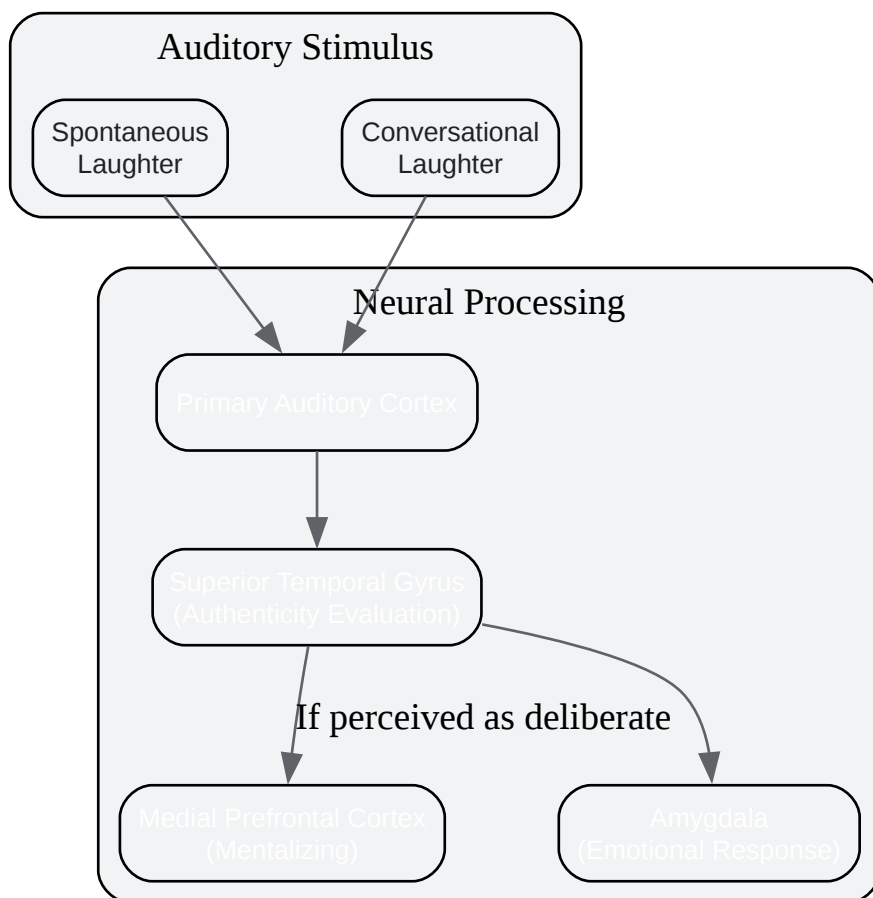 Auditory Stimulus
Spontaneous
Laughter
Conversational
Laughter
Neural Processing
Primary Auditory Cortex
Superior Temporal Gyrus
(Authenticity Evaluation)
If perceived as deliberate
Medial Prefrontal Cortex
(Mentalizing)
Amygdala
(Emotional Response)